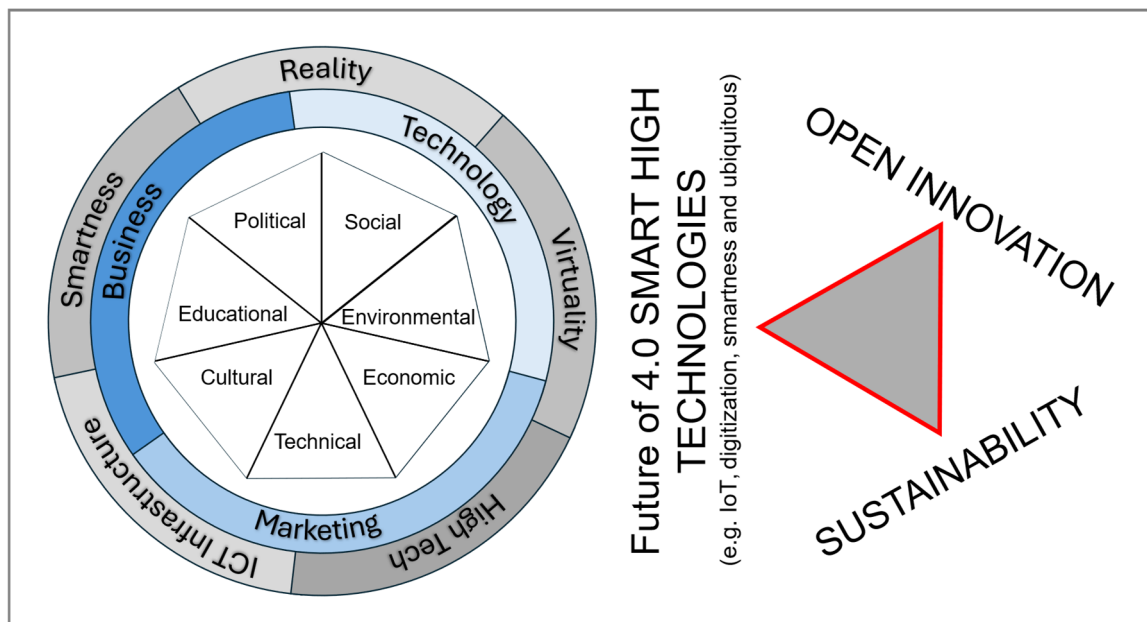 Reality
Technology
Virtuality
High Tech
Marketing
ICT Infrastructure
Smartness
Business
Political
Social
Educational
Environmental
Cultural
Economic
Technical
Future of 4.0 SMART HIGH
TECHNOLOGIES
(e.g. IoT, digitization, smartness and ubiquitous)
OPEN INNOVATION
SUSTAINABILITY